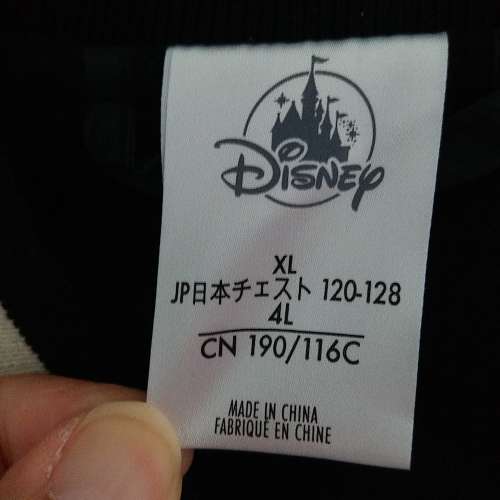 Disney
XL
JP日本チェスト 120-128
4L
CN 190/116C
MADE IN CHINA
FABRIQUÉ EN CHINE